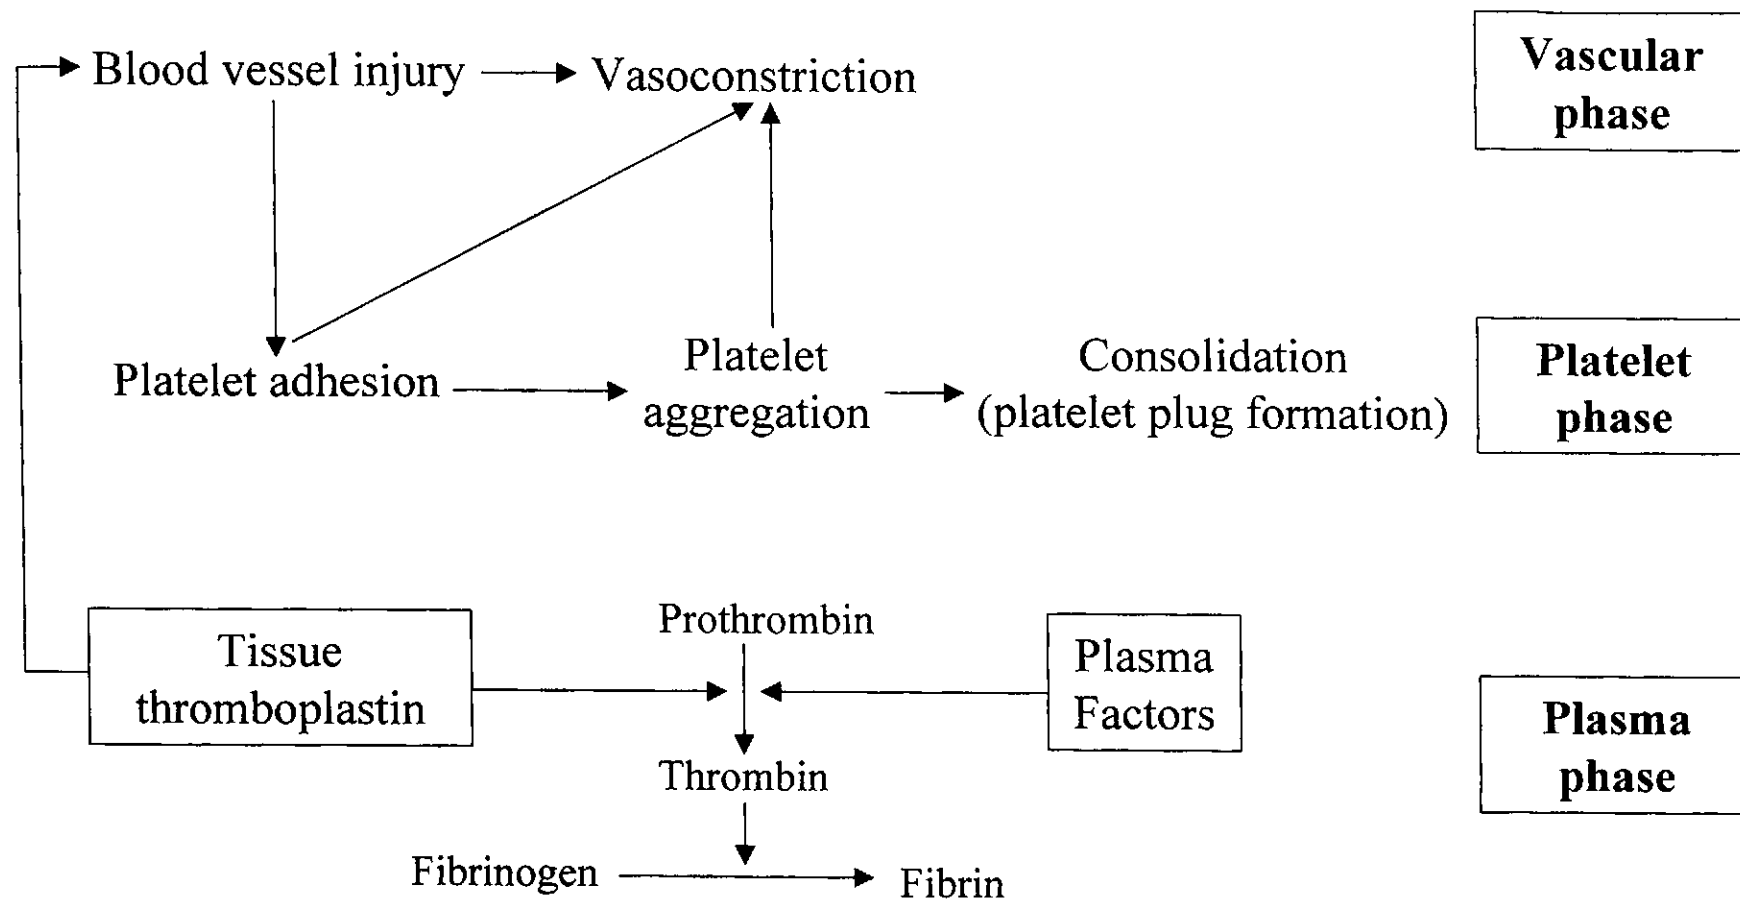 Blood vessel injury
Vasoconstriction
Vascular
phase
Platelet adhesion
Platelet
aggregation
Consolidation
(platelet plug formation)
Platelet
phase
Tissue
thromboplastin
Prothrombin
Plasma
Factors
Thrombin
Fibrinogen
Fibrin
Plasma
phase